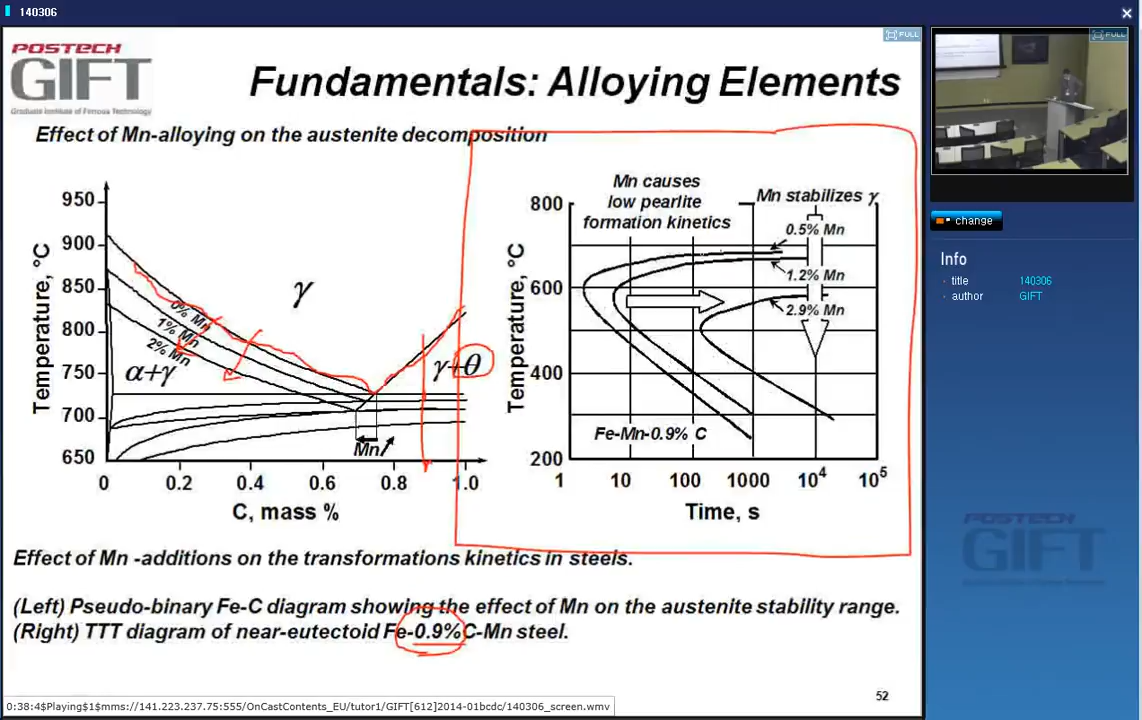 140306
FULL
FULL
POSTECH
GIFT
Graduate Institute of Ferrous Technology
Fundamentals: Alloying Elements
Effect of Mn-alloying on the austenite decomposition
950
900
850
800
750
700
650
Temperature, °C
0% Mn
1% Mn
2% Mn
γ
α+γ
γ+θ
Mn
0 0.2 0.4 0.6 0.8 1.0
C, mass %
Mn causes
low pearlite
formation kinetics
Mn stabilizes γ
0.5% Mn
1.2% Mn
2.9% Mn
800
600
400
200
Temperature, °C
Fe-Mn-0.9% C
1 10 100 1000 10⁴ 10⁵
Time, s
Effect of Mn -additions on the transformations kinetics in steels.
(Left) Pseudo-binary Fe-C diagram showing the effect of Mn on the austenite stability range.
(Right) TTT diagram of near-eutectoid Fe-0.9%C-Mn steel.
52
0:38:4$Playing$1$mms://141.223.237.75:555/OnCastContents_EU/tutor1/GIFT[612]2014-01bcdc/140306_screen.wmv
change
Info
title 140306
author GIFT
POSTECH
GIFT